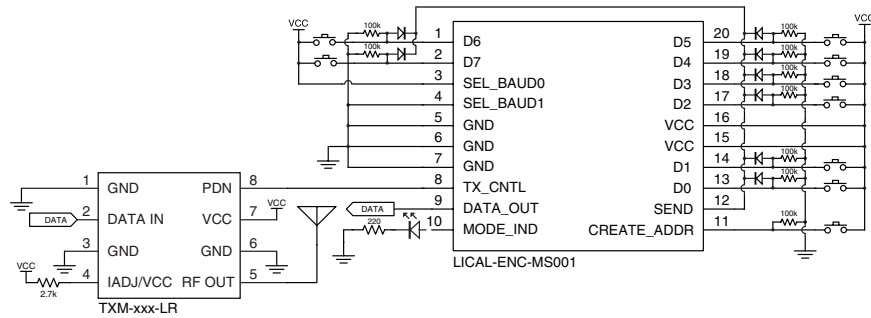 VCC
100k
100k
1 D6
2 D7
3 SEL_BAUD0
4 SEL_BAUD1
5 GND
6 GND
7 GND
8 TX_CNTL
9 DATA_OUT
10 MODE_IND
DATA
220
D5 20
D4 19
D3 18
D2 17
VCC 16
VCC 15
D1 14
D0 13
SEND 12
CREATE_ADDR 11
100k
100k
100k
100k
100k
100k
100k
VCC
LICAL-ENC-MS001
1 GND
2 DATA IN
3 GND
4 IADJ/VCC
PDN 8
VCC 7
GND 6
RF OUT 5
DATA
VCC
2.7k
VCC
TXM-xxx-LR